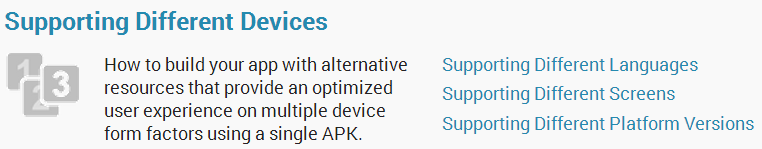 Supporting Different Devices
1
2
3
How to build your app with alternative
resources that provide an optimized
user experience on multiple device
form factors using a single APK.
Supporting Different Languages
Supporting Different Screens
Supporting Different Platform Versions